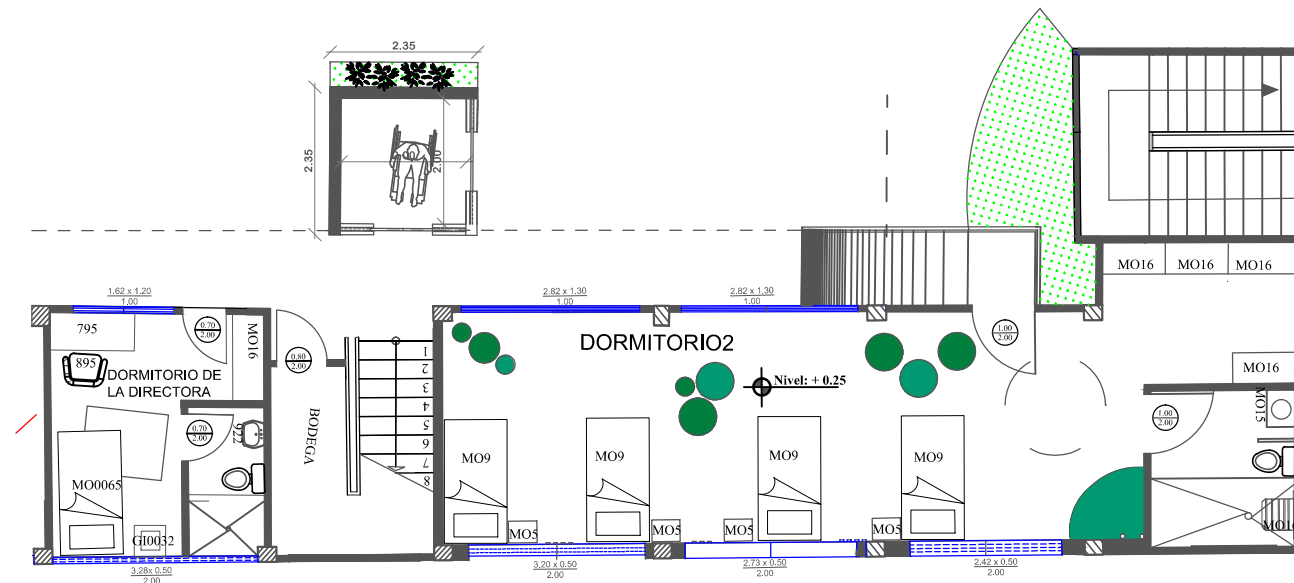 2.35
2.35
2.00
MO16
MO16
MO16
1.62 x 1.20
1.00
2.82 x 1.30
1.00
2.82 x 1.30
1.00
795
0.70
2.00
MO16
0.80
2.00
1
2
3
4
5
6
7
8
DORMITORIO2
1.00
2.00
895
DORMITORIO DE
LA DIRECTORA
Nivel: + 0.25
MO16
BODEGA
0.70
2.00
922
1.00
2.00
MO15
MO9
MO9
MO9
MO9
MO0065
GI0032
MO5
MO5
MO5
MO5
MO16
3.28x 0.50
2.00
3.20 x 0.50
2.00
2.73 x 0.50
2.00
2.42 x 0.50
2.00